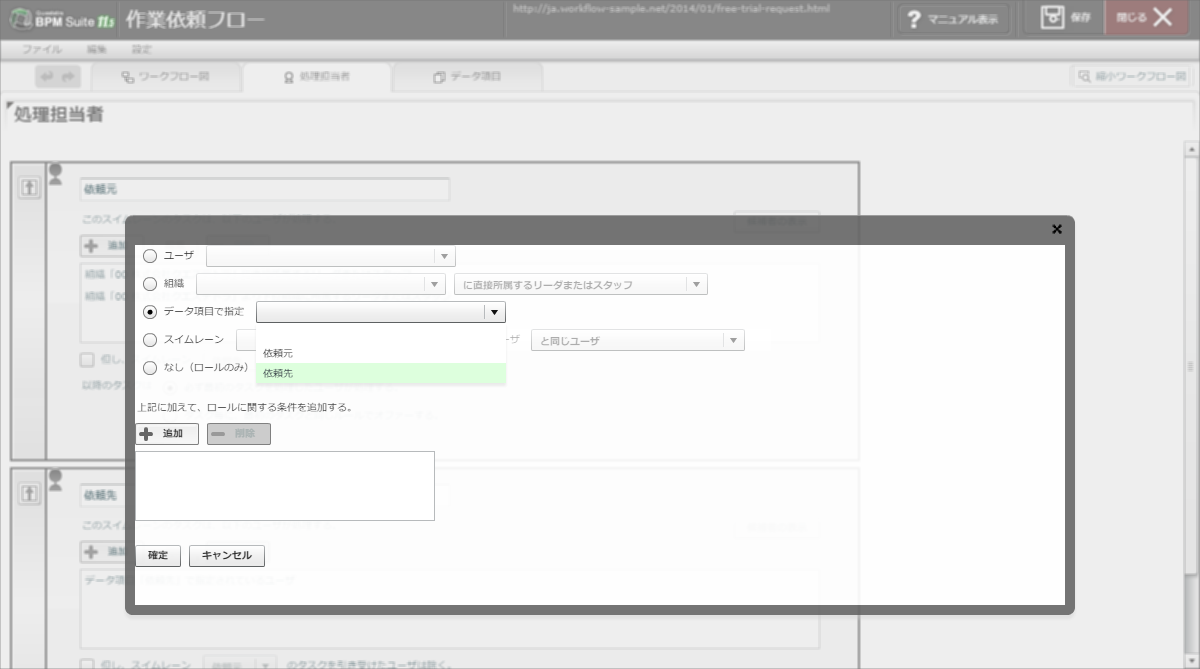 Questetra
BPM Suite 11s 作業依頼フロー
http://ja.workflow-sample.net/2014/01/free-trial-request.html
? マニュアル表示
保存
閉じる
ファイル 編集 設定
ワークフロー図
処理担当者
データ項目
縮小ワークフロー図
処理担当者
依頼元
このスイム
追加
組織「00
組織「00
但し、
以降のタス
ユーザ
組織
に直接所属するリーダまたはスタッフ
データ項目で指定
スイムレーン
ーザ
と同じユーザ
なし（ロールのみ）
依頼元
依頼先
上記に加えて、ロールに関する条件を追加する。
追加
削除
確定
キャンセル
依頼先
このスイム
追加
データ項
但し、スイムレーン
依頼元
のタスクを引き受けたユーザは除く。